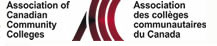 Association of
Canadian
Community
Colleges
Association
des collèges
communautaires
du Canada